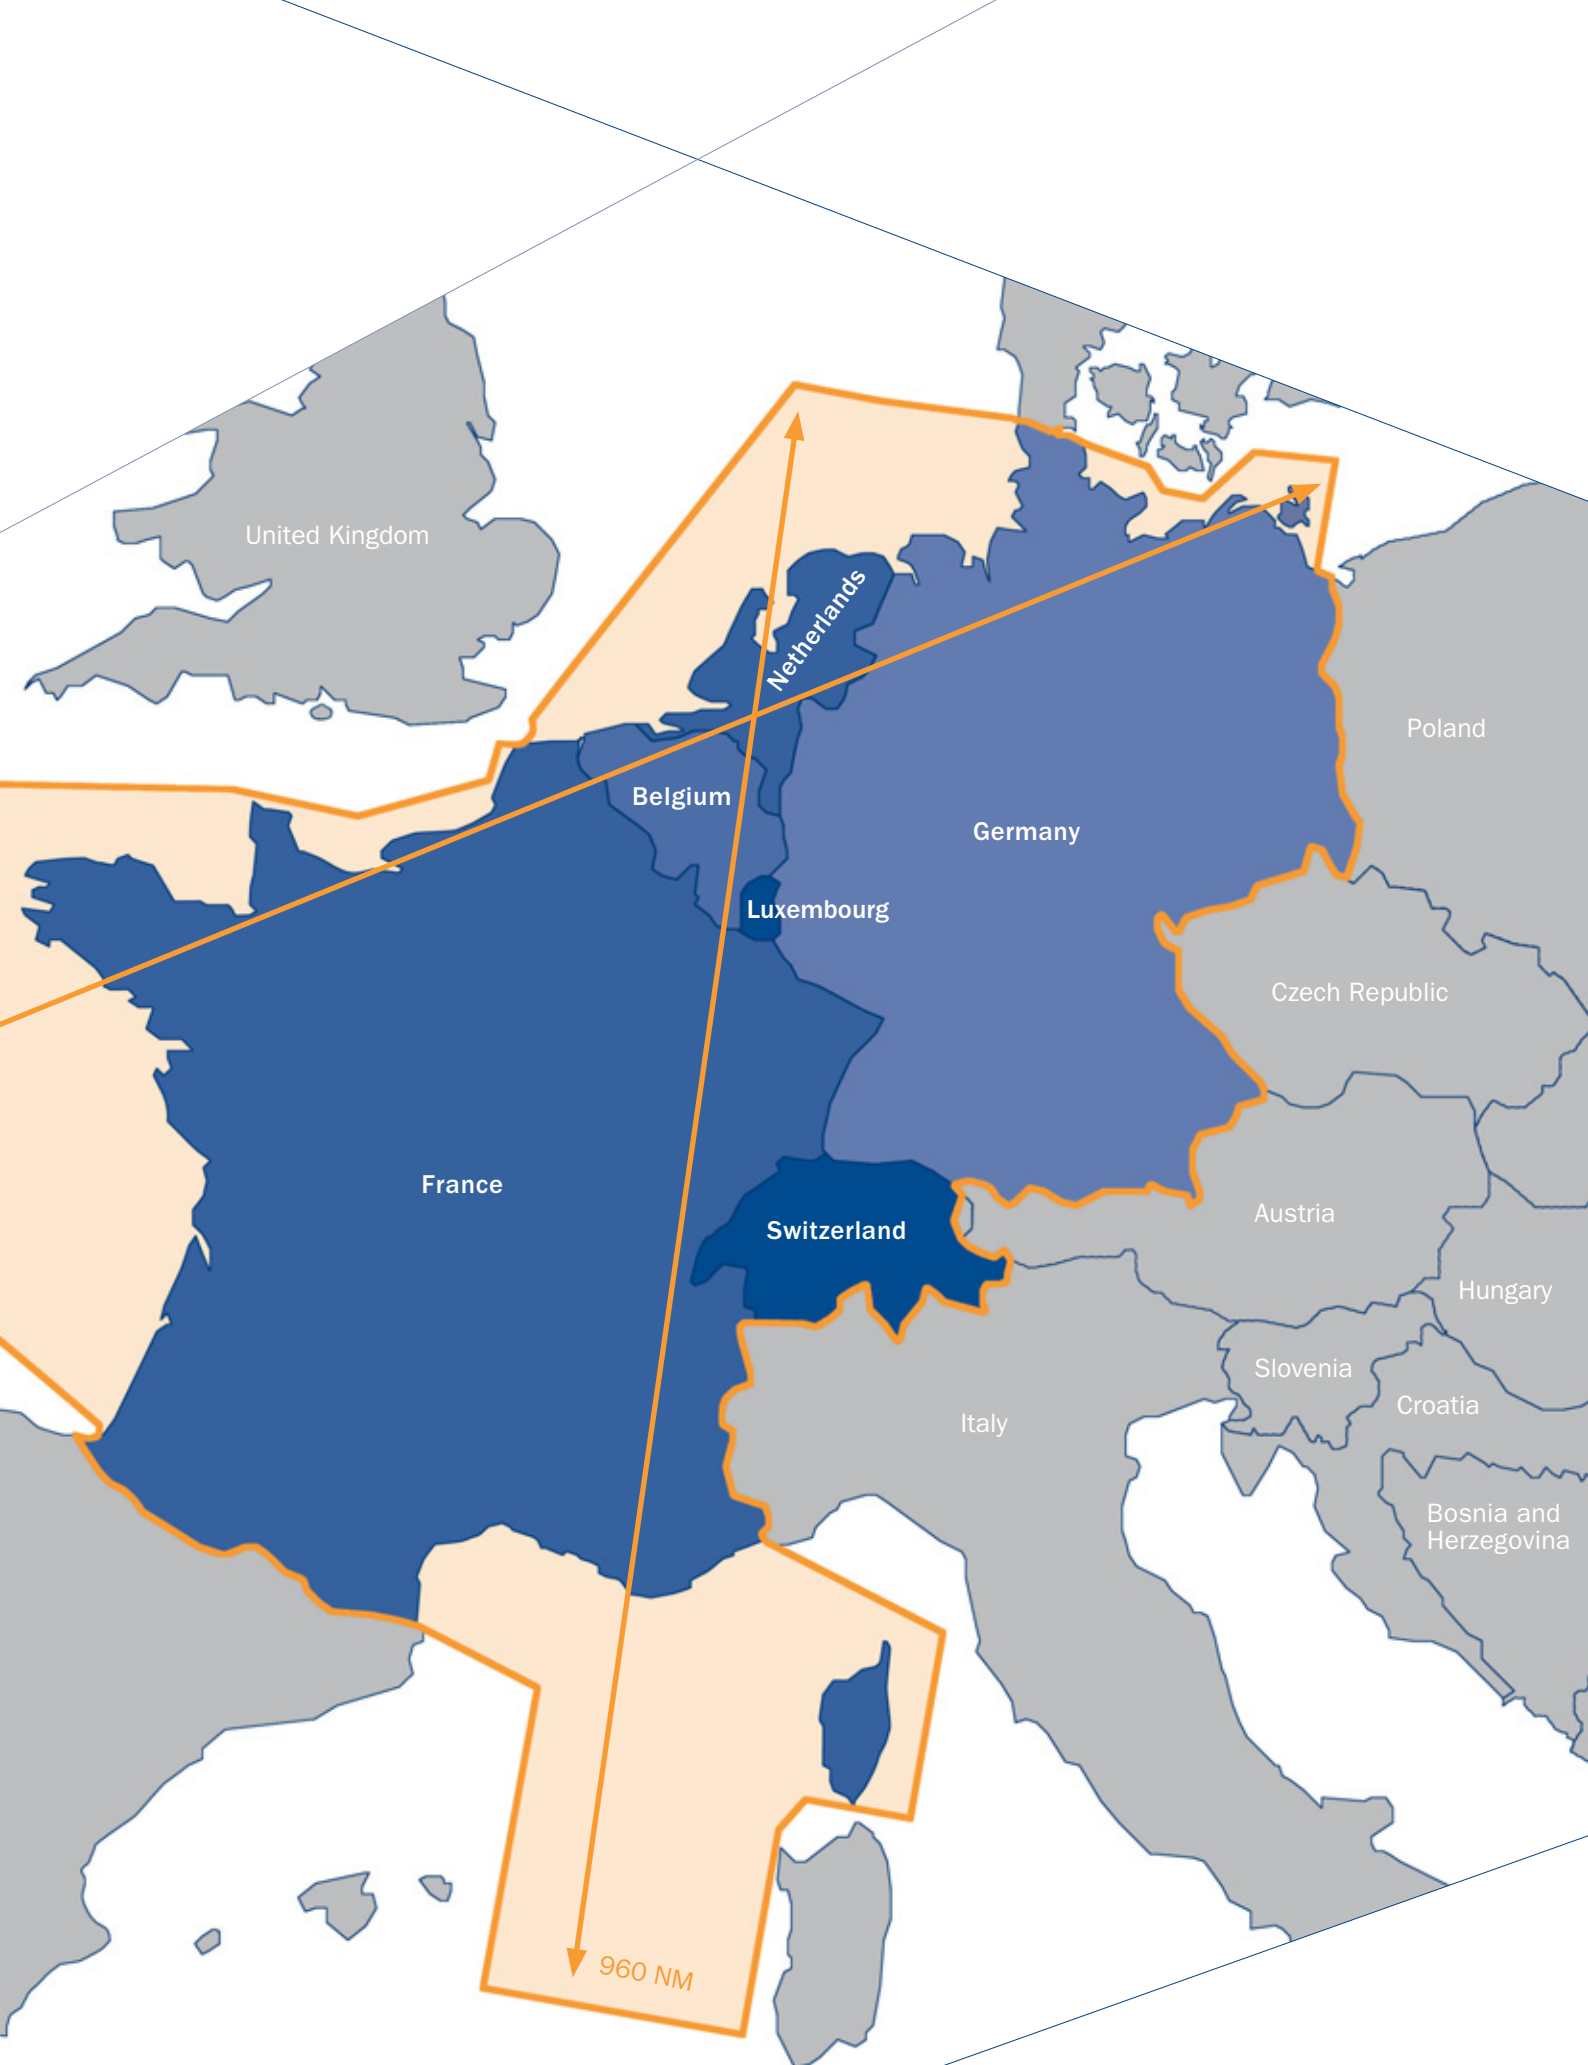 United Kingdom
Netherlands
Poland
Belgium
Germany
Luxembourg
Czech Republic
France
Switzerland
Austria
Hungary
Slovenia
Croatia
Italy
Bosnia and
Herzegovina
960 NM